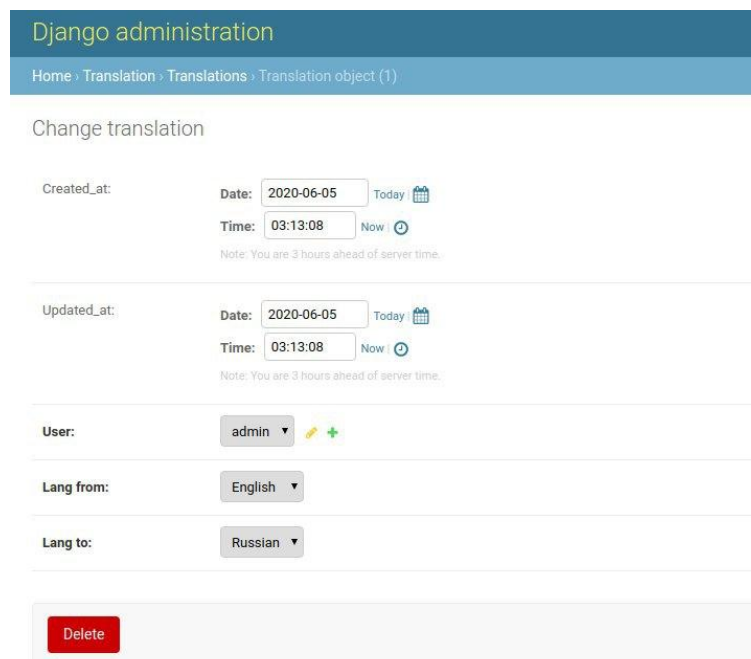 Django administration
Home › Translation › Translations › Translation object (1)
Change translation
Created_at:
Date: 2020-06-05 Today
Time: 03:13:08 Now
Note: You are 3 hours ahead of server time.
Updated_at:
Date: 2020-06-05 Today
Time: 03:13:08 Now
Note: You are 3 hours ahead of server time.
User: admin
Lang from: English
Lang to: Russian
Delete